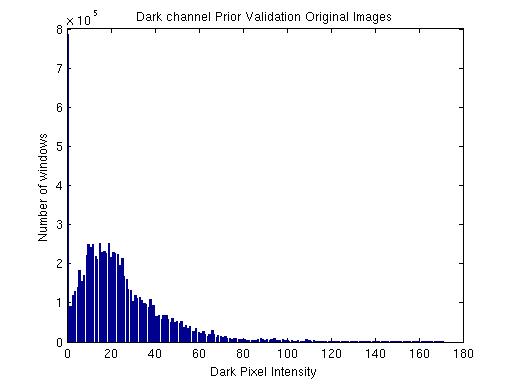 Dark channel Prior Validation Original Images
× 10^5
8
7
6
5
4
3
2
1
0
Number of windows
0 20 40 60 80 100 120 140 160 180
Dark Pixel Intensity